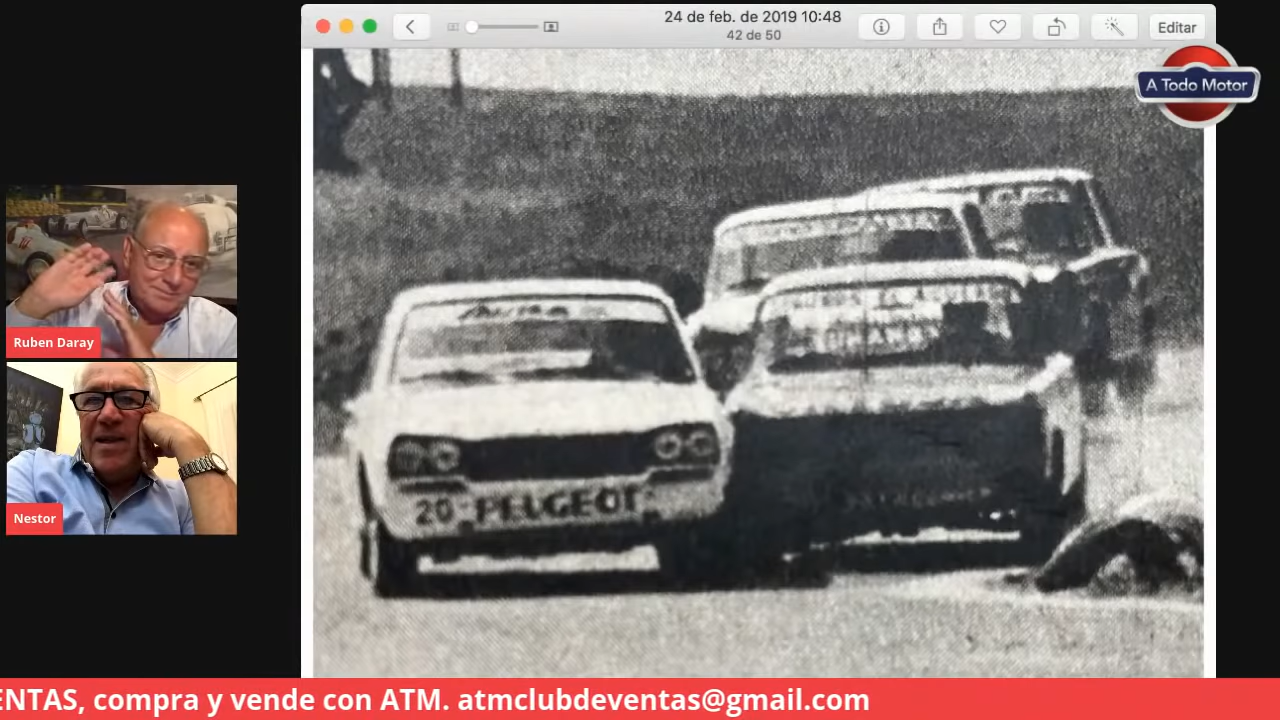 24 de feb. de 2019 10:48
42 de 50
Editar
A Todo Motor
Ruben Daray
Nestor
20 PEUGEOT
ENTAS, compra y vende con ATM. atmclubdeventas@gmail.com